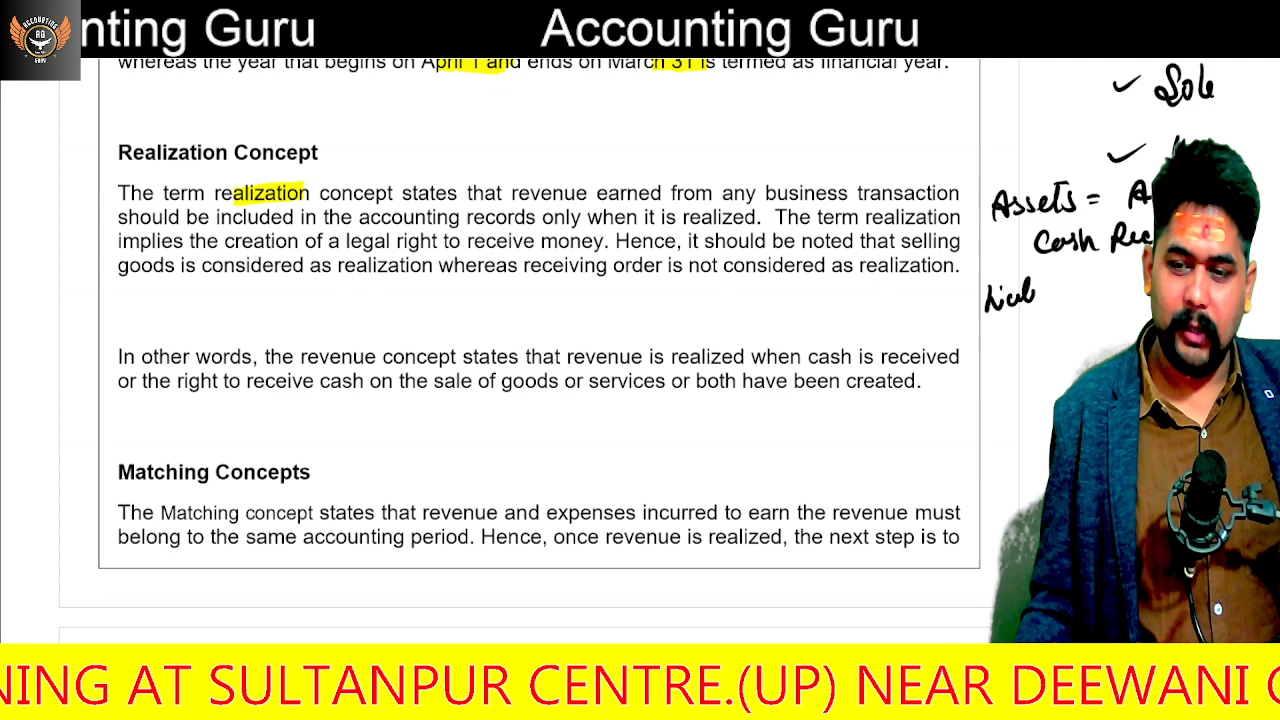 nting Guru Accounting Guru
ACCOUNTING
AG
GURU
whereas the year that begins on April 1 and ends on March 31 is termed as financial year.
Sole
Realization Concept
The term realization concept states that revenue earned from any business transaction
should be included in the accounting records only when it is realized. The term realization
implies the creation of a legal right to receive money. Hence, it should be noted that selling
goods is considered as realization whereas receiving order is not considered as realization.
Assets = A
Cash Rec
In other words, the revenue concept states that revenue is realized when cash is received
or the right to receive cash on the sale of goods or services or both have been created.
Matching Concepts
The Matching concept states that revenue and expenses incurred to earn the revenue must
belong to the same accounting period. Hence, once revenue is realized, the next step is to
NING AT SULTANPUR CENTRE.(UP) NEAR DEEWANI C